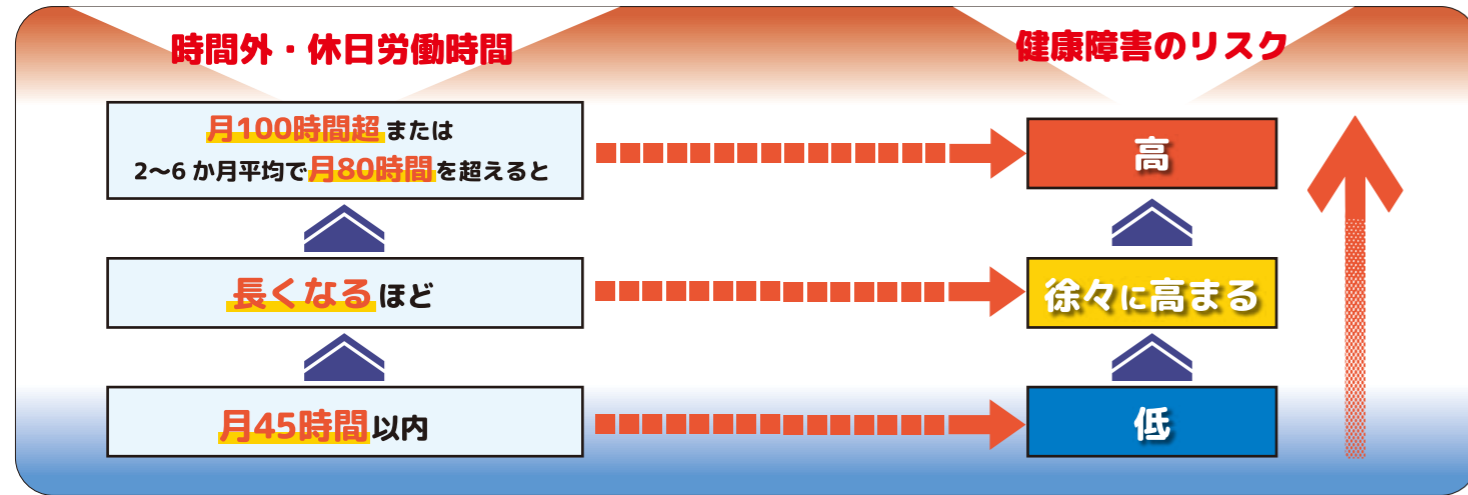 時間外・休日労働時間
健康障害のリスク
月100時間超または
2〜6か月平均で月80時間を超えると
高
長くなるほど
徐々に高まる
月45時間以内
低